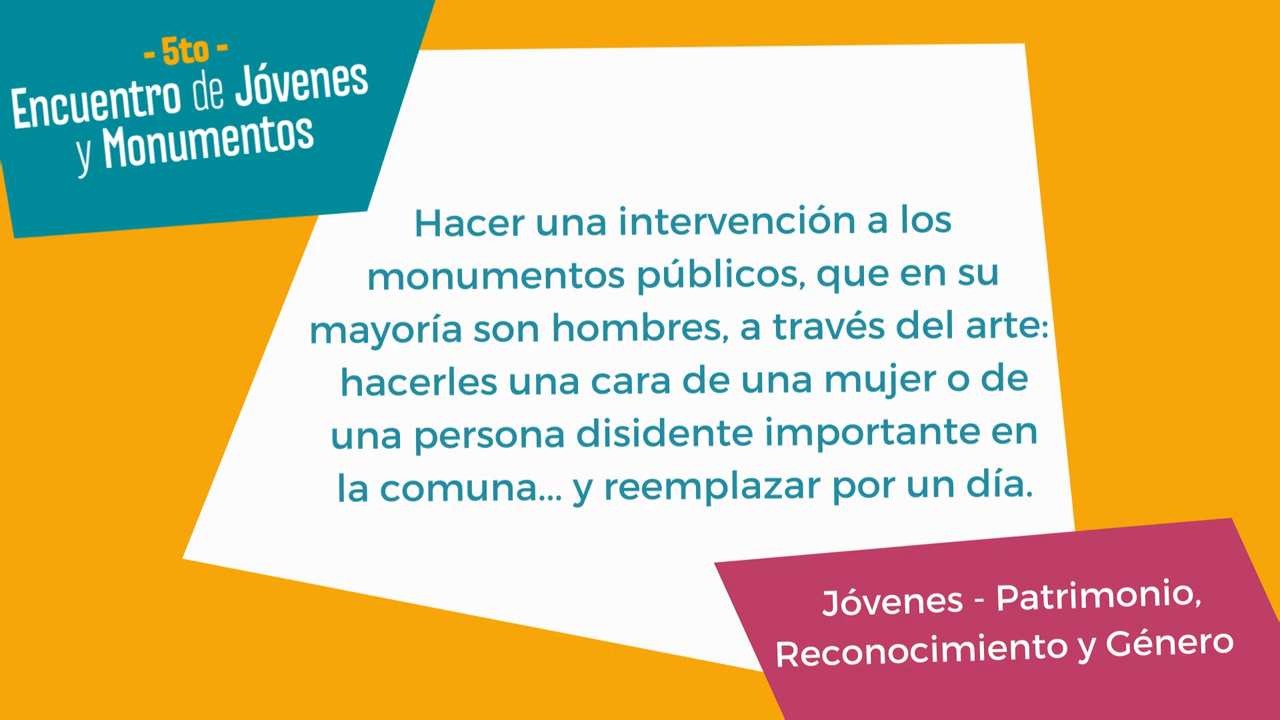 - 5to -
Encuentro de Jóvenes
y Monumentos
Hacer una intervención a los
monumentos públicos, que en su
mayoría son hombres, a través del arte:
hacerles una cara de una mujer o de
una persona disidente importante en
la comuna... y reemplazar por un día.
Jóvenes - Patrimonio,
Reconocimiento y Género